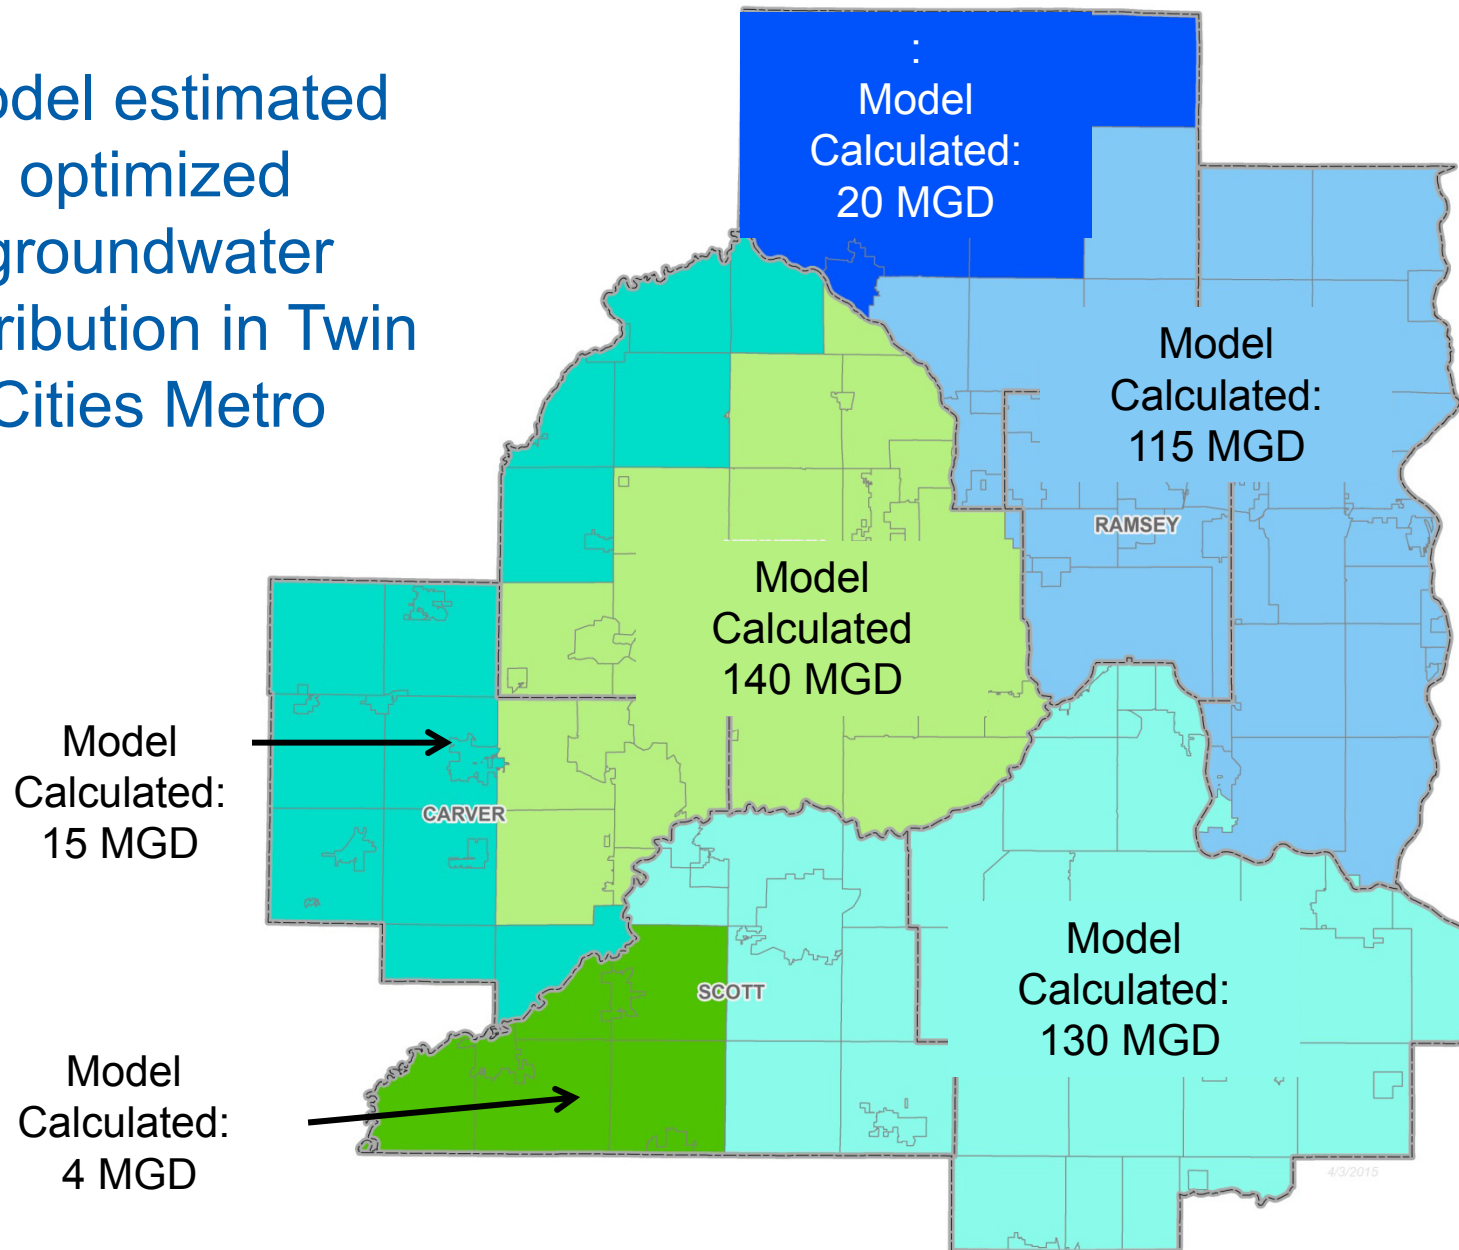 odel estimated
optimized
groundwater
tribution in Twin
Cities Metro
:
Model
Calculated:
20 MGD
Model
Calculated:
115 MGD
RAMSEY
Model
Calculated
140 MGD
Model
Calculated:
15 MGD
CARVER
Model
Calculated:
130 MGD
SCOTT
Model
Calculated:
4 MGD
4/3/2015